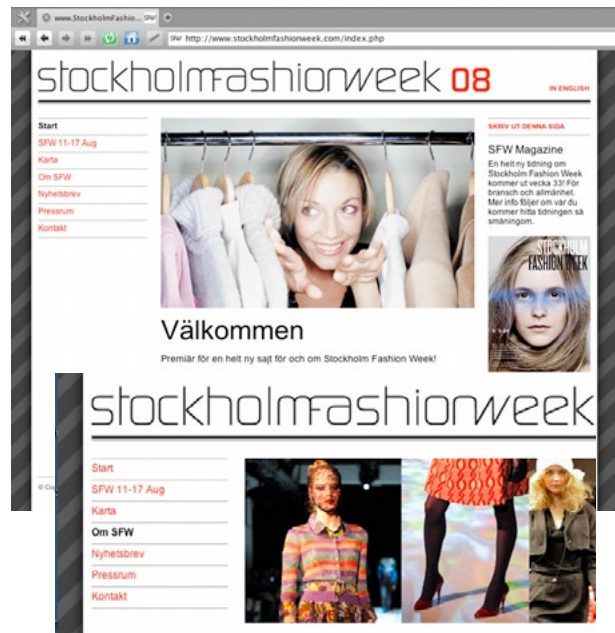 www.StockholmFashio...
SFW
SFW http://www.stockholmfashionweek.com/index.php
stockholmfashionweek 08
IN ENGLISH
Start
SFW 11-17 Aug
Karta
Om SFW
Nyhetsbrev
Pressrum
Kontakt
Välkommen
Premiär för en helt ny sajt för och om Stockholm Fashion Week!
SKRIV UT DENNA SIDA
SFW Magazine
En helt ny tidning om
Stockholm Fashion Week
kommer ut vecka 33! För
bransch och allmänhet.
Mer info följer om var du
kommer hitta tidningen så
småningom.
STOCKHOLM
FASHION WEEK
stockholmfashionweek
Start
SFW 11-17 Aug
Karta
Om SFW
Nyhetsbrev
Pressrum
Kontakt